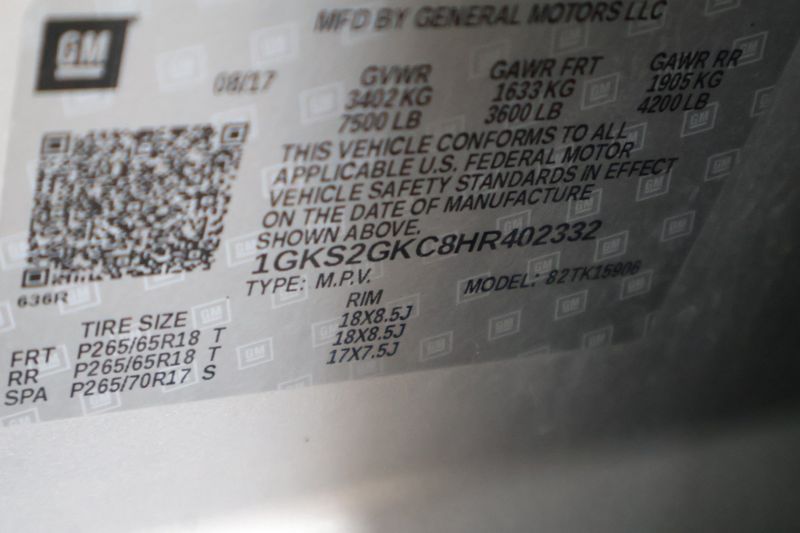 GM
MFD BY GENERAL MOTORS LLC
08/17
GVWR GAWR FRT GAWR RR
3402 KG 1633 KG 1905 KG
7500 LB 3600 LB 4200 LB
THIS VEHICLE CONFORMS TO ALL
APPLICABLE U.S. FEDERAL MOTOR
VEHICLE SAFETY STANDARDS IN EFFECT
ON THE DATE OF MANUFACTURE
SHOWN ABOVE.
1GKS2GKC8HR402332
TYPE: M.P.V. MODEL: 82TK15906
636R
TIRE SIZE RIM
FRT P265/65R18 T 18X8.5J
RR P265/65R18 T 18X8.5J
SPA P265/70R17 S 17X7.5J